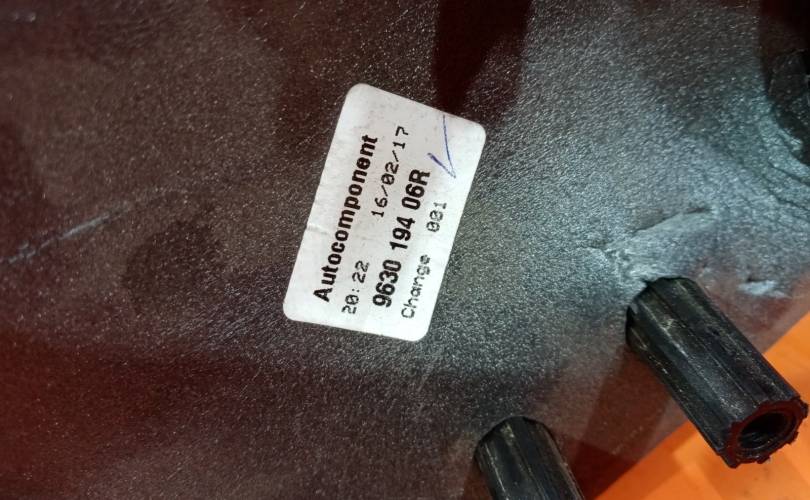 Autocomponent
20:22 16/02/17
9630 194 06R
Change 001